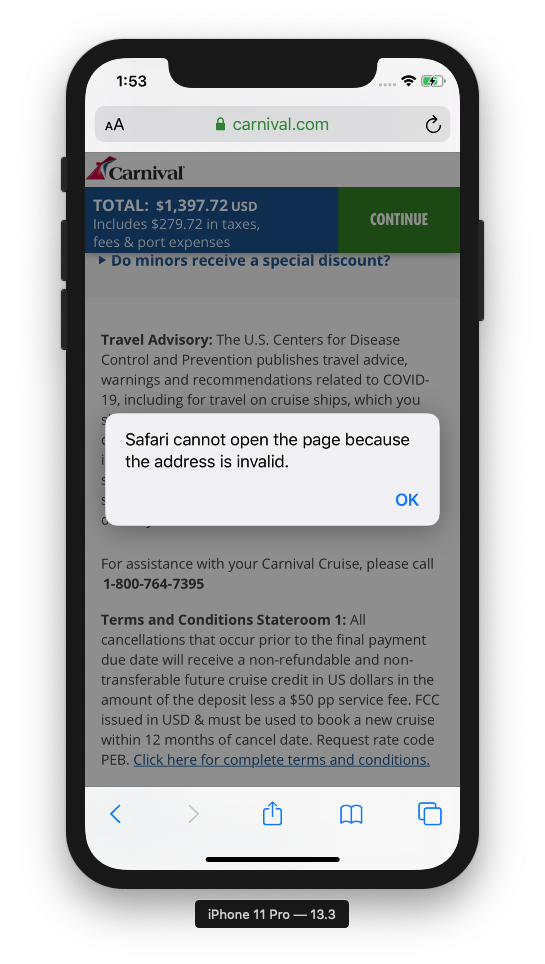 1:53
AA
carnival.com
Carnival
TOTAL: $1,397.72 USD
Includes $279.72 in taxes,
fees & port expenses
CONTINUE
Do minors receive a special discount?
Travel Advisory: The U.S. Centers for Disease
Control and Prevention publishes travel advice,
warnings and recommendations related to COVID-
19, including for travel on cruise ships, which you
Safari cannot open the page because
the address is invalid.
OK
For assistance with your Carnival Cruise, please call
1-800-764-7395
Terms and Conditions Stateroom 1: All
cancellations that occur prior to the final payment
due date will receive a non-refundable and non-
transferable future cruise credit in US dollars in the
amount of the deposit less a $50 pp service fee. FCC
issued in USD & must be used to book a new cruise
within 12 months of cancel date. Request rate code
PEB. Click here for complete terms and conditions.
iPhone 11 Pro — 13.3